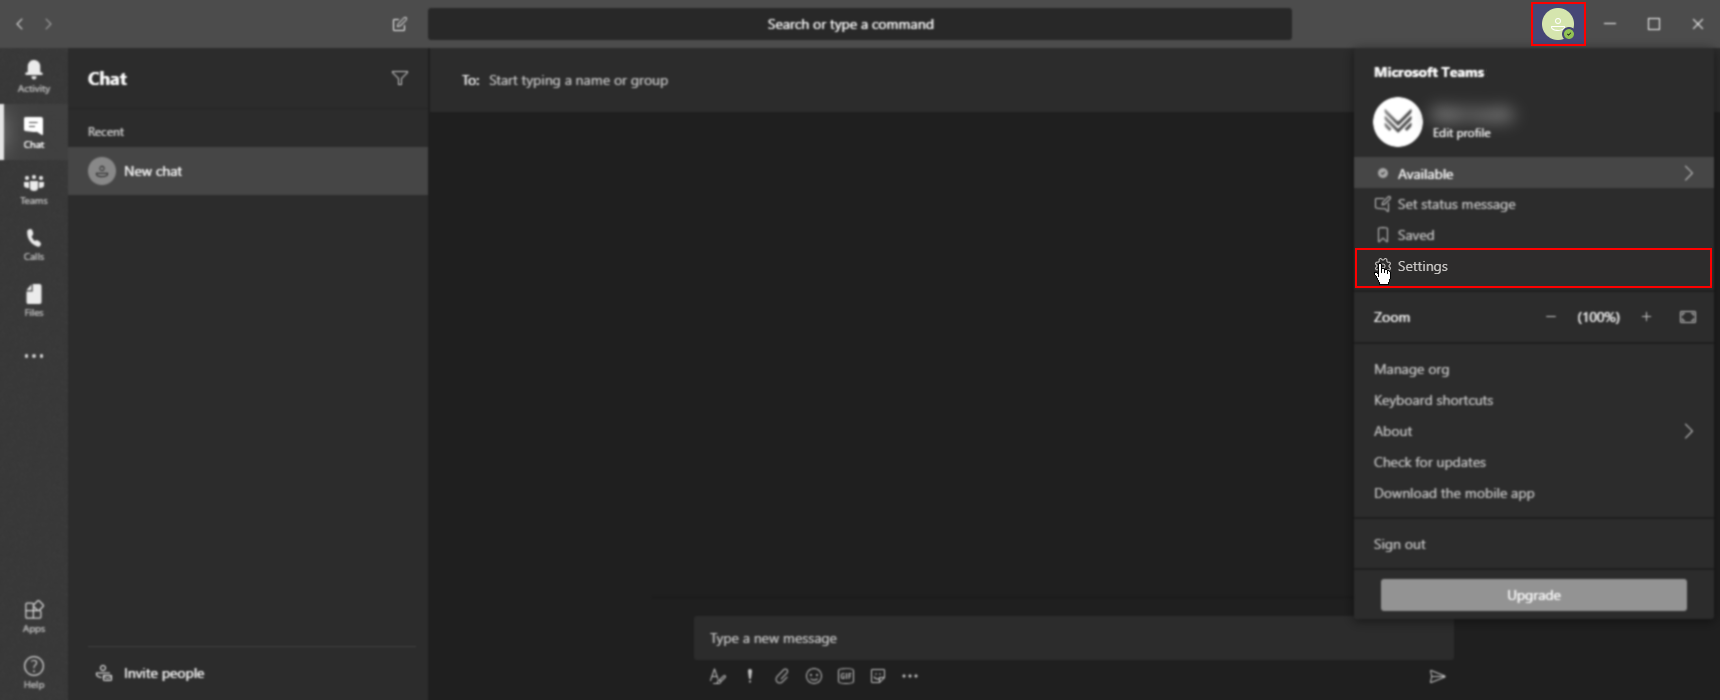 Search or type a command
Activity
Chat
Teams
Calls
Files
Apps
Help
Chat
Recent
New chat
Invite people
To: Start typing a name or group
Type a new message
GIF
Microsoft Teams
Edit profile
Available
Set status message
Saved
Settings
Zoom
(100%)
Manage org
Keyboard shortcuts
About
Check for updates
Download the mobile app
Sign out
Upgrade